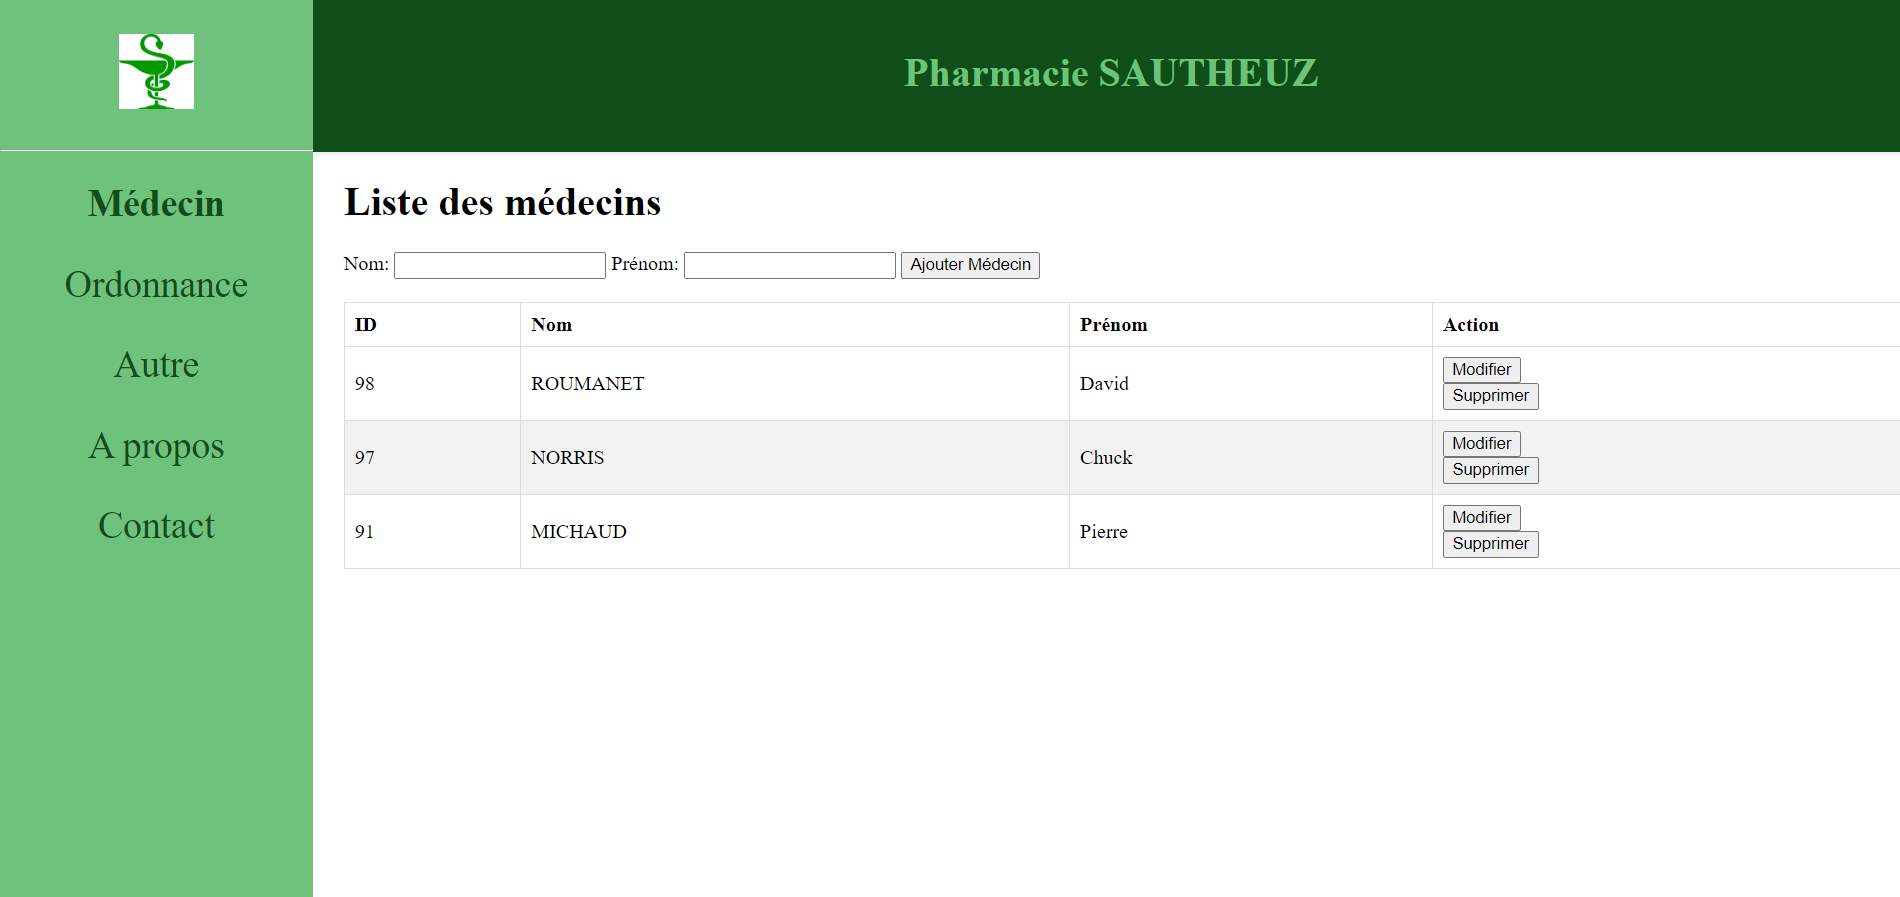 Pharmacie SAUTHEUZ
Médecin
Ordonnance
Autre
A propos
Contact
Liste des médecins
Nom: Prénom: Ajouter Médecin
ID Nom Prénom Action
98 ROUMANET David Modifier
Supprimer
97 NORRIS Chuck Modifier
Supprimer
91 MICHAUD Pierre Modifier
Supprimer